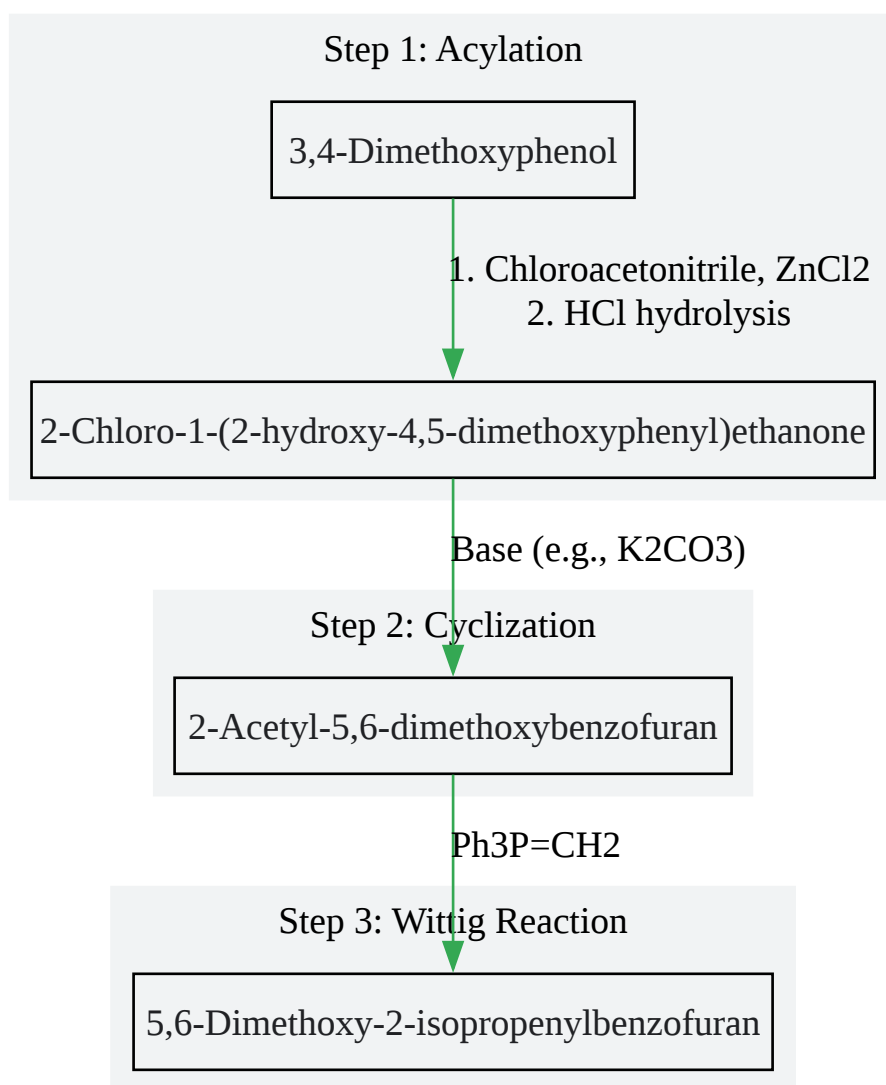 Step 1: Acylation
3,4-Dimethoxyphenol
1. Chloroacetonitrile, ZnCl2
2. HCl hydrolysis
2-Chloro-1-(2-hydroxy-4,5-dimethoxyphenyl)ethanone
Base (e.g., K2CO3)
Step 2: Cyclization
2-Acetyl-5,6-dimethoxybenzofuran
Ph3P=CH2
Step 3: Wittig Reaction
5,6-Dimethoxy-2-isopropenylbenzofuran